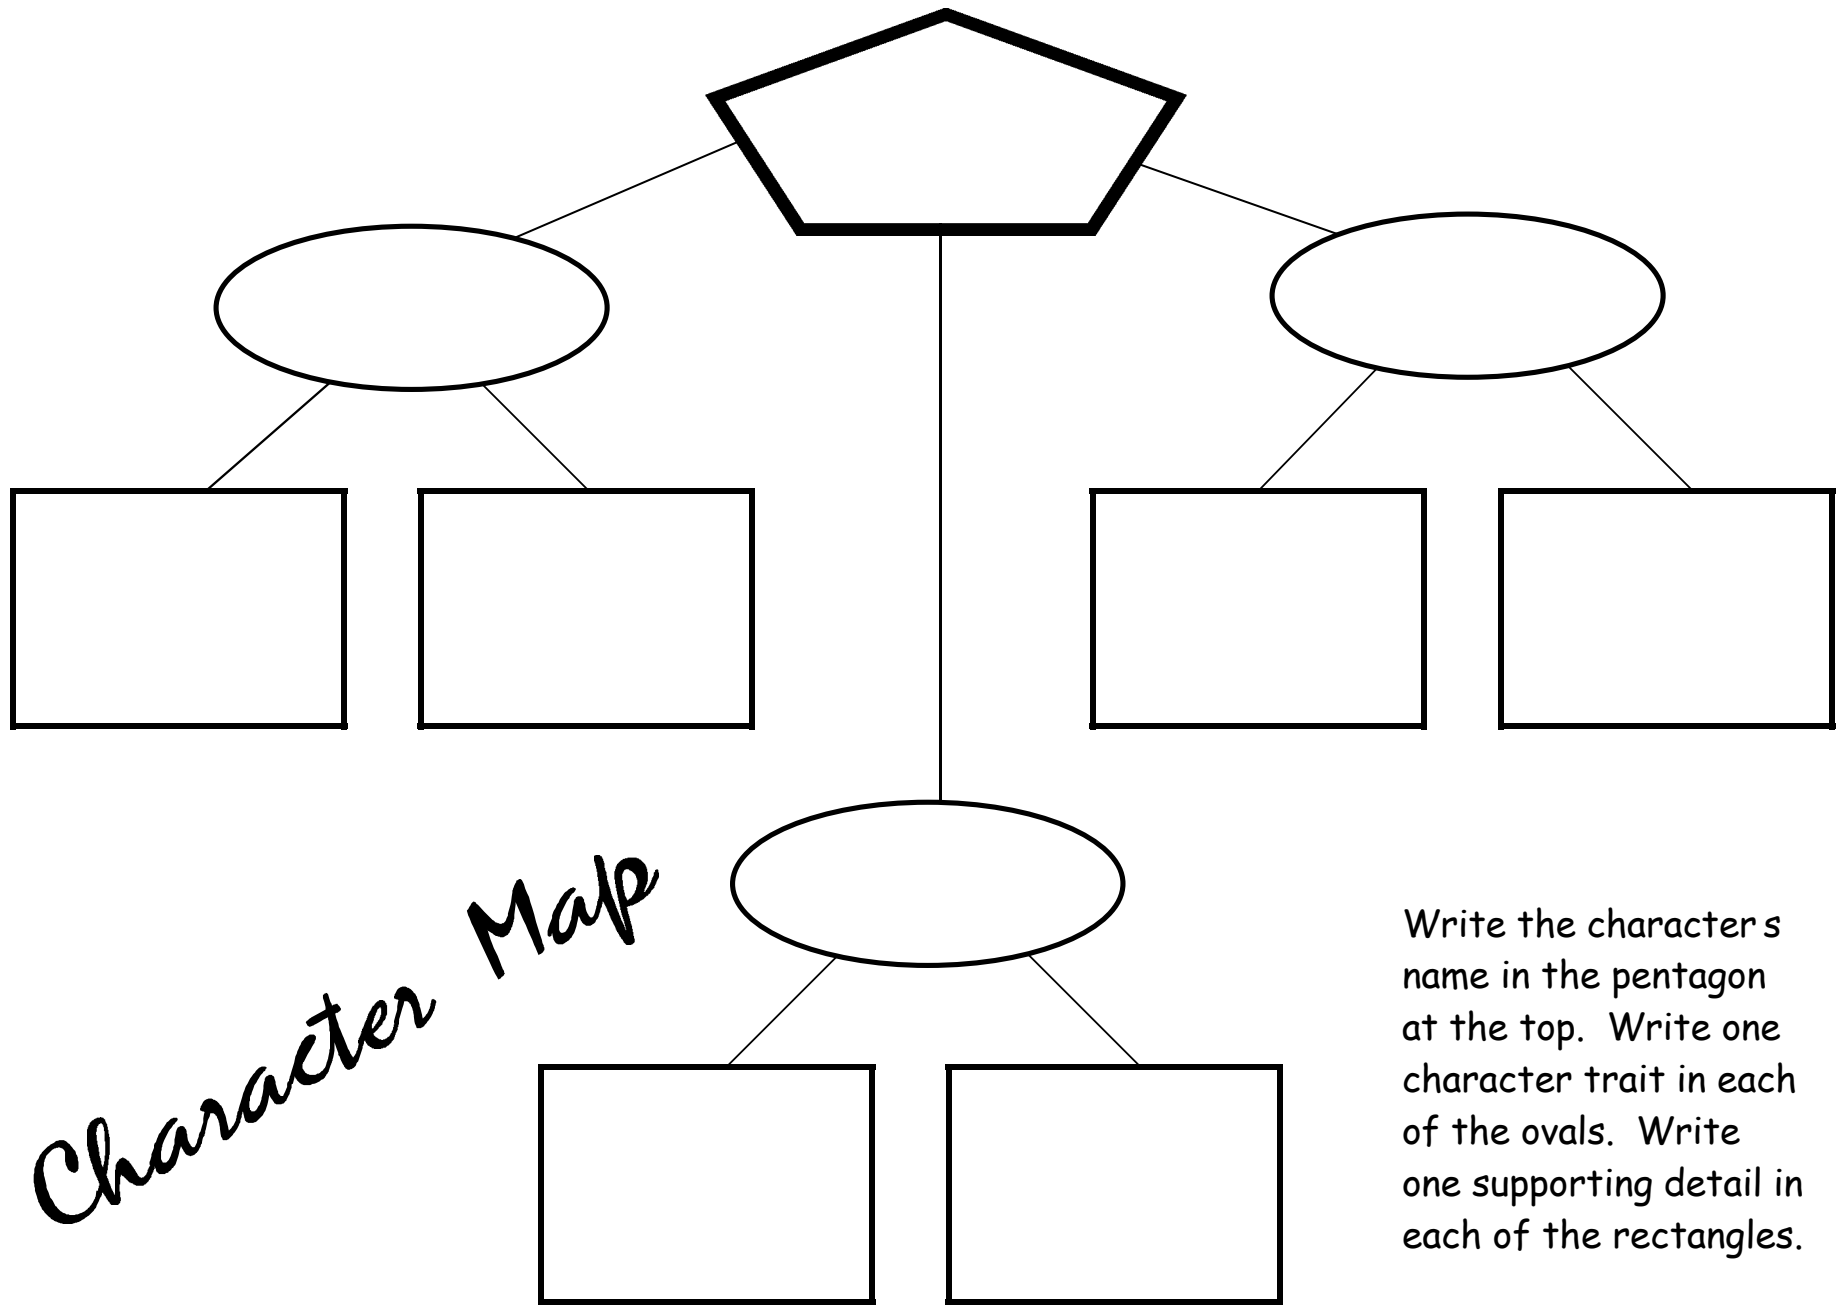 Character Map
Write the character s
name in the pentagon
at the top. Write one
character trait in each
of the ovals. Write
one supporting detail in
each of the rectangles.